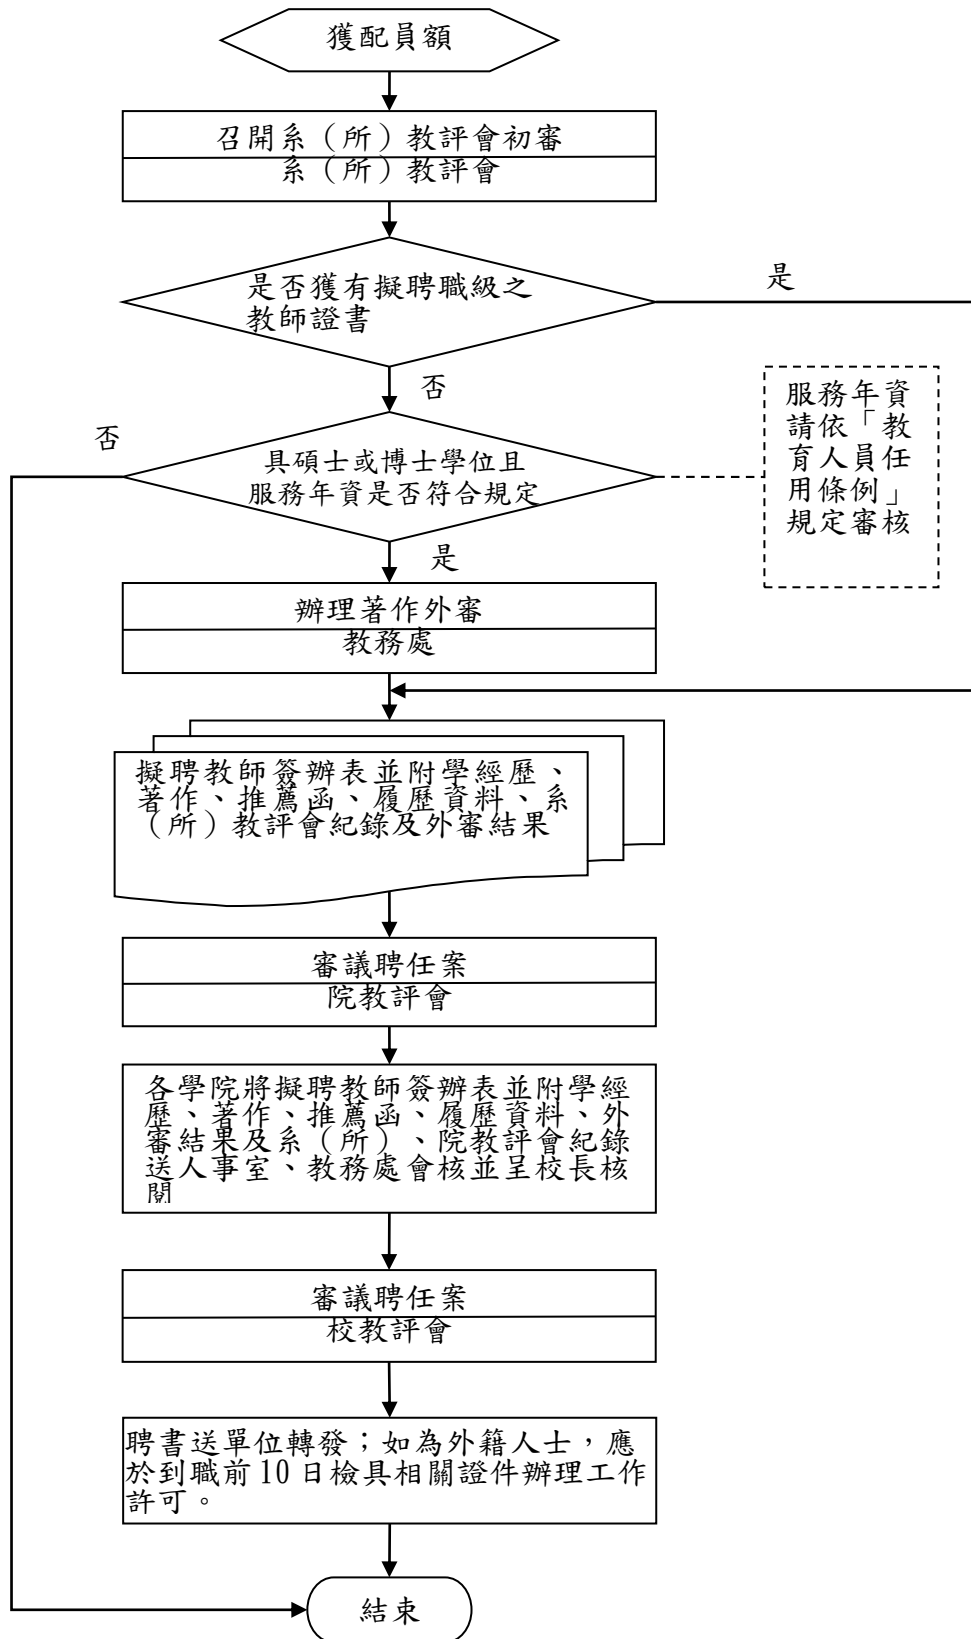 獲配員額
召開系（所）教評會初審
系（所）教評會
是否獲有擬聘職級之
教師證書
是
否
服務年資
請依「教
育人員任
用條例」
規定審核
否
具碩士或博士學位且
服務年資是否符合規定
是
辦理著作外審
教務處
擬聘教師簽辦表並附學經歷、
著作、推薦函、履歷資料、系
（所）教評會紀錄及外審結果
審議聘任案
院教評會
各學院將擬聘教師簽辦表並附學經
歷、著作、推薦函、履歷資料、外
審結果及系（所）、院教評會紀錄
送人事室、教務處會核並呈校長核
閱
審議聘任案
校教評會
聘書送單位轉發；如為外籍人士，應
於到職前10日檢具相關證件辦理工作
許可。
結束